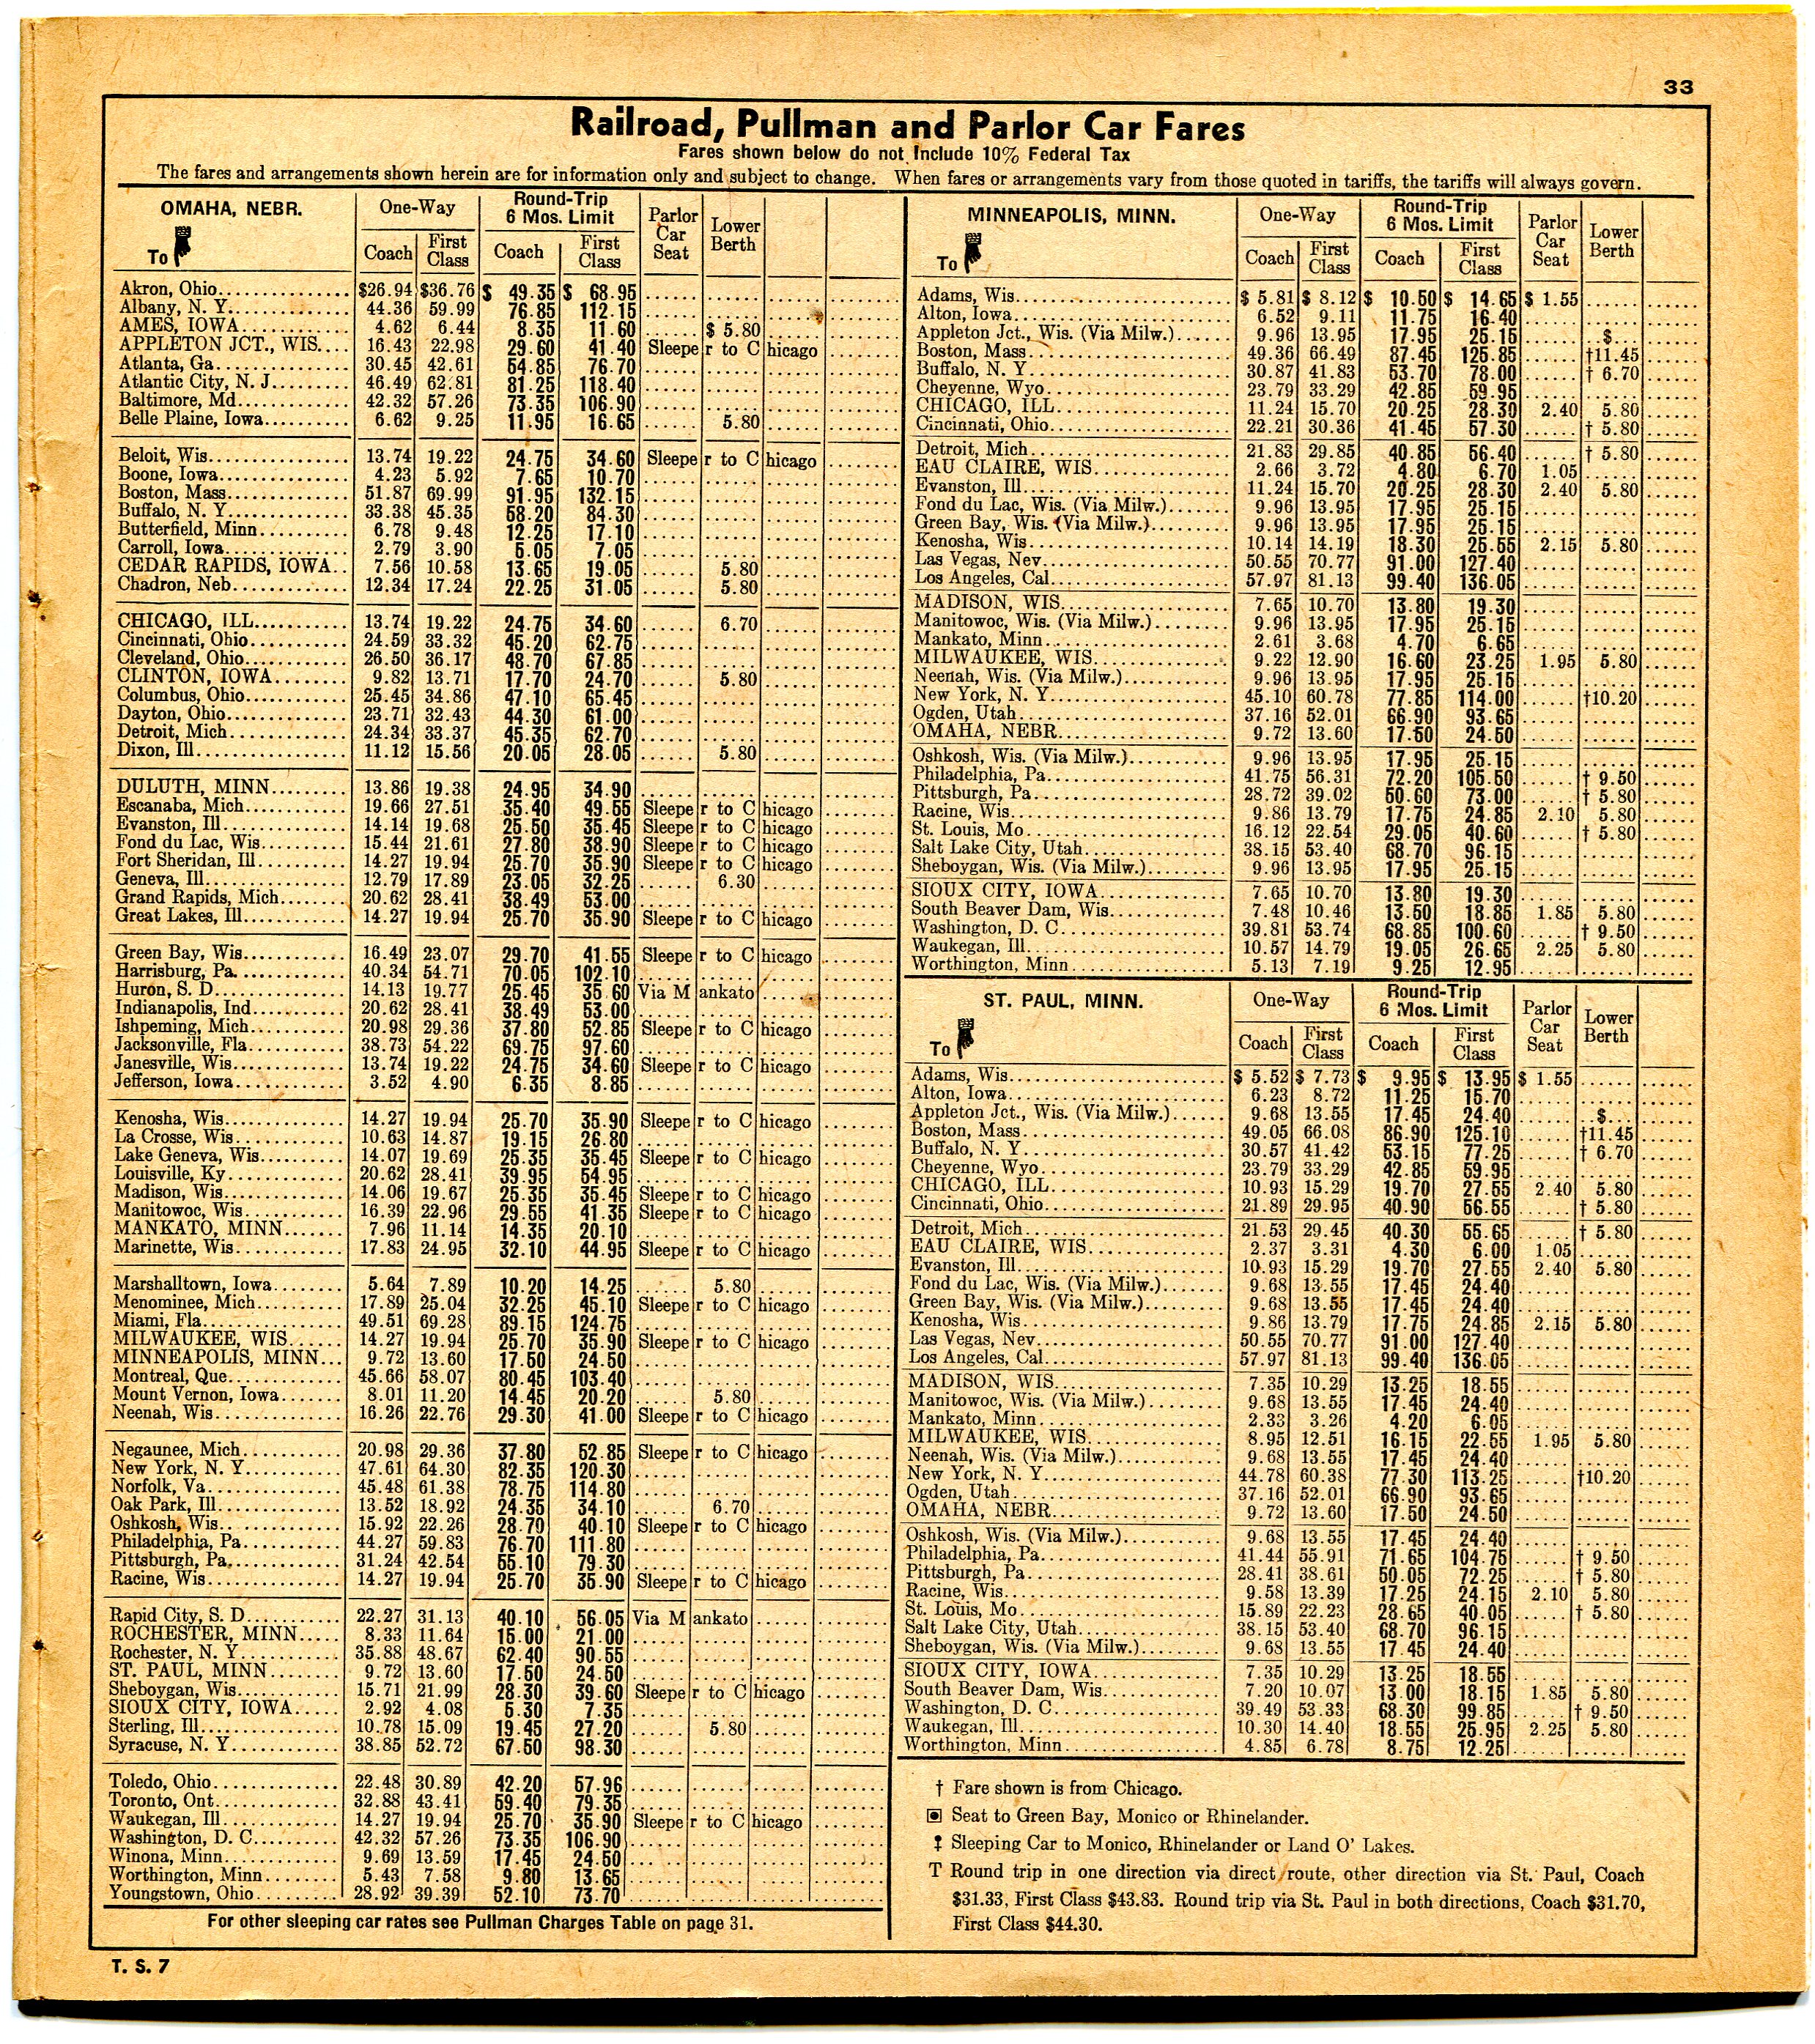 33
Railroad, Pullman and Parlor Car Fares
Fares shown below do not Include 10% Federal Tax
The fares and arrangements shown herein are for information only and subject to change. When fares or arrangements vary from those quoted in tariffs, the tariffs will always govern.
OMAHA, NEBR. One-Way Round-Trip 6 Mos. Limit Parlor Car Seat Lower Berth
To Coach First Class Coach First Class
Akron, Ohio $26.94 $36.76 $ 49.35 $ 68.95
Albany, N. Y. 44.36 59.99 76.85 112.15
AMES, IOWA 4.62 6.44 8.35 11.60 $ 5.80
APPLETON JCT., WIS. 16.43 22.98 29.60 41.40 Sleeper to Chicago
Atlanta, Ga. 30.45 42.61 54.85 76.70
Atlantic City, N. J. 46.49 62.81 81.25 118.40
Baltimore, Md. 42.32 57.26 73.35 106.90
Belle Plaine, Iowa 6.62 9.25 11.95 16.65 5.80
Beloit, Wis. 13.74 19.22 24.75 34.60 Sleeper to Chicago
Boone, Iowa 4.23 5.92 7.65 10.70
Boston, Mass. 51.87 69.99 91.95 132.15
Buffalo, N. Y. 33.38 45.35 58.20 84.30
Butterfield, Minn. 6.78 9.48 12.25 17.10
Carroll, Iowa 2.79 3.90 5.05 7.05
CEDAR RAPIDS, IOWA 7.56 10.58 13.65 19.05 5.80
Chadron, Neb. 12.34 17.24 22.25 31.05 5.80
CHICAGO, ILL. 13.74 19.22 24.75 34.60 6.70
Cincinnati, Ohio 24.59 33.32 45.20 62.75
Cleveland, Ohio 26.50 36.17 48.70 67.85
CLINTON, IOWA 9.82 13.71 17.70 24.70 5.80
Columbus, Ohio 25.45 34.86 47.10 65.45
Dayton, Ohio 23.71 32.43 44.30 61.00
Detroit, Mich. 24.34 33.37 45.35 62.70
Dixon, Ill. 11.12 15.56 20.05 28.05 5.80
DULUTH, MINN. 13.86 19.38 24.95 34.90
Escanaba, Mich. 19.66 27.51 35.40 49.55 Sleeper to Chicago
Evanston, Ill. 14.14 19.68 25.50 35.45 Sleeper to Chicago
Fond du Lac, Wis. 15.44 21.61 27.80 38.90 Sleeper to Chicago
Fort Sheridan, Ill. 14.27 19.94 25.70 35.90 Sleeper to Chicago
Geneva, Ill. 12.79 17.89 23.05 32.25 6.30
Grand Rapids, Mich. 20.62 28.41 38.49 53.00
Great Lakes, Ill. 14.27 19.94 25.70 35.90 Sleeper to Chicago
Green Bay, Wis. 16.49 23.07 29.70 41.55 Sleeper to Chicago
Harrisburg, Pa. 40.34 54.71 70.05 102.10
Huron, S. D. 14.13 19.77 25.45 35.60 Via Mankato
Indianapolis, Ind. 20.62 28.41 38.49 53.00
Ishpeming, Mich. 20.98 29.36 37.80 52.85 Sleeper to Chicago
Jacksonville, Fla. 38.73 54.22 69.75 97.60
Janesville, Wis. 13.74 19.22 24.75 34.60 Sleeper to Chicago
Jefferson, Iowa 3.52 4.90 6.35 8.85
Kenosha, Wis. 14.27 19.94 25.70 35.90 Sleeper to Chicago
La Crosse, Wis. 10.63 14.87 19.15 26.80
Lake Geneva, Wis. 14.07 19.69 25.35 35.45 Sleeper to Chicago
Louisville, Ky. 20.62 28.41 39.95 54.95
Madison, Wis. 14.06 19.67 25.35 35.45 Sleeper to Chicago
Manitowoc, Wis. 16.39 22.96 29.55 41.35 Sleeper to Chicago
MANKATO, MINN. 7.96 11.14 14.35 20.10
Marinette, Wis. 17.83 24.95 32.10 44.95 Sleeper to Chicago
Marshalltown, Iowa 5.64 7.89 10.20 14.25 5.80
Menominee, Mich. 17.89 25.04 32.25 45.10 Sleeper to Chicago
Miami, Fla. 49.51 69.28 89.15 124.75
MILWAUKEE, WIS. 14.27 19.94 25.70 35.90 Sleeper to Chicago
MINNEAPOLIS, MINN. 9.72 13.60 17.50 24.50
Montreal, Que. 45.66 58.07 80.45 103.40
Mount Vernon, Iowa 8.01 11.20 14.45 20.20 5.80
Neenah, Wis. 16.26 22.76 29.30 41.00 Sleeper to Chicago
Negaunee, Mich. 20.98 29.36 37.80 52.85 Sleeper to Chicago
New York, N. Y. 47.61 64.30 82.35 120.30
Norfolk, Va. 45.48 61.38 78.75 114.80
Oak Park, Ill. 13.52 18.92 24.35 34.10 6.70
Oshkosh, Wis. 15.92 22.26 28.70 40.10 Sleeper to Chicago
Philadelphia, Pa. 44.27 59.83 76.70 111.80
Pittsburgh, Pa. 31.24 42.54 55.10 79.30
Racine, Wis. 14.27 19.94 25.70 35.90 Sleeper to Chicago
Rapid City, S. D. 22.27 31.13 40.10 56.05 Via Mankato
ROCHESTER, MINN. 8.33 11.64 15.00 21.00
Rochester, N. Y. 35.88 48.67 62.40 90.55
ST. PAUL, MINN. 9.72 13.60 17.50 24.50
Sheboygan, Wis. 15.71 21.99 28.30 39.60 Sleeper to Chicago
SIOUX CITY, IOWA 2.92 4.08 5.30 7.35
Sterling, Ill. 10.78 15.09 19.45 27.20 5.80
Syracuse, N. Y. 38.85 52.72 67.50 98.30
Toledo, Ohio 22.48 30.89 42.20 57.96
Toronto, Ont. 32.88 43.41 59.40 79.35
Waukegan, Ill. 14.27 19.94 25.70 35.90 Sleeper to Chicago
Washington, D. C. 42.32 57.26 73.35 106.90
Winona, Minn. 9.69 13.59 17.45 24.50
Worthington, Minn. 5.43 7.58 9.80 13.65
Youngstown, Ohio 28.92 39.39 52.10 73.70
For other sleeping car rates see Pullman Charges Table on page 31.
MINNEAPOLIS, MINN. One-Way Round-Trip 6 Mos. Limit Parlor Car Seat Lower Berth
To Coach First Class Coach First Class
Adams, Wis. $ 5.81 $ 8.12 $ 10.50 $ 14.65 $ 1.55
Alton, Iowa 6.52 9.11 11.75 16.40
Appleton Jct., Wis. (Via Milw.) 9.96 13.95 17.95 25.15 $
Boston, Mass. 49.36 66.49 87.45 125.85 †11.45
Buffalo, N. Y. 30.87 41.83 53.70 78.00 † 6.70
Cheyenne, Wyo. 23.79 33.29 42.85 59.95
CHICAGO, ILL. 11.24 15.70 20.25 28.30 2.40 5.80
Cincinnati, Ohio 22.21 30.36 41.45 57.30 † 5.80
Detroit, Mich. 21.83 29.85 40.85 56.40 † 5.80
EAU CLAIRE, WIS. 2.66 3.72 4.80 6.70 1.05
Evanston, Ill. 11.24 15.70 20.25 28.30 2.40 5.80
Fond du Lac, Wis. (Via Milw.) 9.96 13.95 17.95 25.15
Green Bay, Wis. (Via Milw.) 9.96 13.95 17.95 25.15
Kenosha, Wis. 10.14 14.19 18.30 25.55 2.15 5.80
Las Vegas, Nev. 50.55 70.77 91.00 127.40
Los Angeles, Cal. 57.97 81.13 99.40 136.05
MADISON, WIS. 7.65 10.70 13.80 19.30
Manitowoc, Wis. (Via Milw.) 9.96 13.95 17.95 25.15
Mankato, Minn. 2.61 3.68 4.70 6.65
MILWAUKEE, WIS. 9.22 12.90 16.60 23.25 1.95 5.80
Neenah, Wis. (Via Milw.) 9.96 13.95 17.95 25.15
New York, N. Y. 45.10 60.78 77.85 114.00 †10.20
Ogden, Utah 37.16 52.01 66.90 93.65
OMAHA, NEBR. 9.72 13.60 17.50 24.50
Oshkosh, Wis. (Via Milw.) 9.96 13.95 17.95 25.15
Philadelphia, Pa. 41.75 56.31 72.20 105.50 † 9.50
Pittsburgh, Pa. 28.72 39.02 50.60 73.00 † 5.80
Racine, Wis. 9.86 13.79 17.75 24.85 2.10 5.80
St. Louis, Mo. 16.12 22.54 29.05 40.60 † 5.80
Salt Lake City, Utah 38.15 53.40 68.70 96.15
Sheboygan, Wis. (Via Milw.) 9.96 13.95 17.95 25.15
SIOUX CITY, IOWA 7.65 10.70 13.80 19.30
South Beaver Dam, Wis. 7.48 10.46 13.50 18.85 1.85 5.80
Washington, D. C. 39.81 53.74 68.85 100.60 † 9.50
Waukegan, Ill. 10.57 14.79 19.05 26.65 2.25 5.80
Worthington, Minn. 5.13 7.19 9.25 12.95
ST. PAUL, MINN. One-Way Round-Trip 6 Mos. Limit Parlor Car Seat Lower Berth
To Coach First Class Coach First Class
Adams, Wis. $ 5.52 $ 7.73 $ 9.95 $ 13.95 $ 1.55
Alton, Iowa 6.23 8.72 11.25 15.70
Appleton Jct., Wis. (Via Milw.) 9.68 13.55 17.45 24.40 $
Boston, Mass. 49.05 66.08 86.90 125.10 †11.45
Buffalo, N. Y. 30.57 41.42 53.15 77.25 † 6.70
Cheyenne, Wyo. 23.79 33.29 42.85 59.95
CHICAGO, ILL. 10.93 15.29 19.70 27.55 2.40 5.80
Cincinnati, Ohio 21.89 29.95 40.90 56.55 † 5.80
Detroit, Mich. 21.53 29.45 40.30 55.65 † 5.80
EAU CLAIRE, WIS. 2.37 3.31 4.30 6.00 1.05
Evanston, Ill. 10.93 15.29 19.70 27.55 2.40 5.80
Fond du Lac, Wis. (Via Milw.) 9.68 13.55 17.45 24.40
Green Bay, Wis. (Via Milw.) 9.68 13.55 17.45 24.40
Kenosha, Wis. 9.86 13.79 17.75 24.85 2.15 5.80
Las Vegas, Nev. 50.55 70.77 91.00 127.40
Los Angeles, Cal. 57.97 81.13 99.40 136.05
MADISON, WIS. 7.35 10.29 13.25 18.55
Manitowoc, Wis. (Via Milw.) 9.68 13.55 17.45 24.40
Mankato, Minn. 2.33 3.26 4.20 6.05
MILWAUKEE, WIS. 8.95 12.51 16.15 22.55 1.95 5.80
Neenah, Wis. (Via Milw.) 9.68 13.55 17.45 24.40
New York, N. Y. 44.78 60.38 77.30 113.25 †10.20
Ogden, Utah 37.16 52.01 66.90 93.65
OMAHA, NEBR. 9.72 13.60 17.50 24.50
Oshkosh, Wis. (Via Milw.) 9.68 13.55 17.45 24.40
Philadelphia, Pa. 41.44 55.91 71.65 104.75 † 9.50
Pittsburgh, Pa. 28.41 38.61 50.05 72.25 † 5.80
Racine, Wis. 9.58 13.39 17.25 24.15 2.10 5.80
St. Louis, Mo. 15.89 22.23 28.65 40.05 † 5.80
Salt Lake City, Utah 38.15 53.40 68.70 96.15
Sheboygan, Wis. (Via Milw.) 9.68 13.55 17.45 24.40
SIOUX CITY, IOWA 7.35 10.29 13.25 18.55
South Beaver Dam, Wis. 7.20 10.07 13.00 18.15 1.85 5.80
Washington, D. C. 39.49 53.33 68.30 99.85 † 9.50
Waukegan, Ill. 10.30 14.40 18.55 25.95 2.25 5.80
Worthington, Minn. 4.85 6.78 8.75 12.25
† Fare shown is from Chicago.
▣ Seat to Green Bay, Monico or Rhinelander.
‡ Sleeping Car to Monico, Rhinelander or Land O' Lakes.
T Round trip in one direction via direct route, other direction via St. Paul, Coach
$31.33, First Class $43.83. Round trip via St. Paul in both directions, Coach $31.70,
First Class $44.30.
T. S. 7